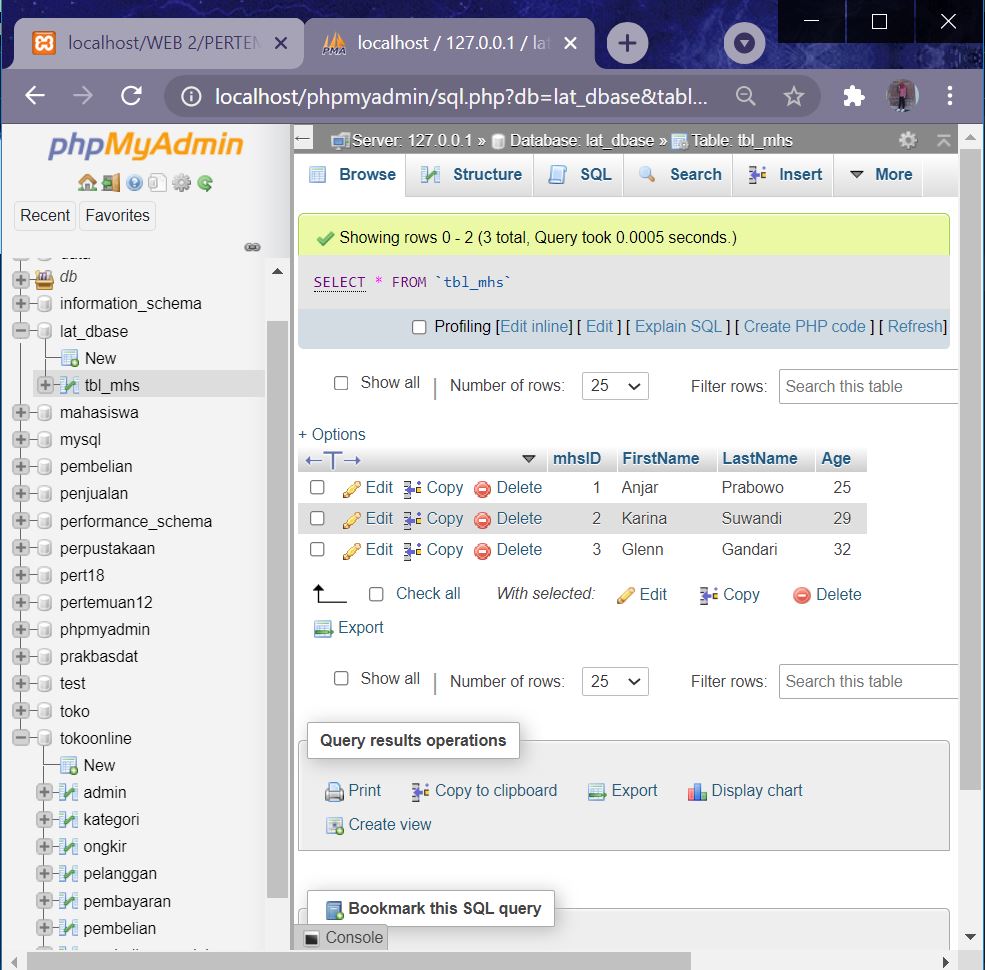 localhost/WEB 2/PERTEM
localhost / 127.0.0.1 / lat
localhost/phpmyadmin/sql.php?db=lat_dbase&tabl...
phpMyAdmin
Recent Favorites
data
db
information_schema
lat_dbase
New
tbl_mhs
mahasiswa
mysql
pembelian
penjualan
performance_schema
perpustakaan
pert18
pertemuan12
phpmyadmin
prakbasdat
test
toko
tokoonline
New
admin
kategori
ongkir
pelanggan
pembayaran
pembelian
Server: 127.0.0.1 » Database: lat_dbase » Table: tbl_mhs
Browse Structure SQL Search Insert More
Showing rows 0 - 2 (3 total, Query took 0.0005 seconds.)
SELECT * FROM `tbl_mhs`
Profiling [Edit inline] [ Edit ] [ Explain SQL ] [ Create PHP code ] [ Refresh]
Show all | Number of rows: 25 Filter rows: Search this table
+ Options
←T→ mhsID FirstName LastName Age
Edit Copy Delete 1 Anjar Prabowo 25
Edit Copy Delete 2 Karina Suwandi 29
Edit Copy Delete 3 Glenn Gandari 32
Check all With selected: Edit Copy Delete
Export
Show all | Number of rows: 25 Filter rows: Search this table
Query results operations
Print Copy to clipboard Export Display chart
Create view
Bookmark this SQL query
Console